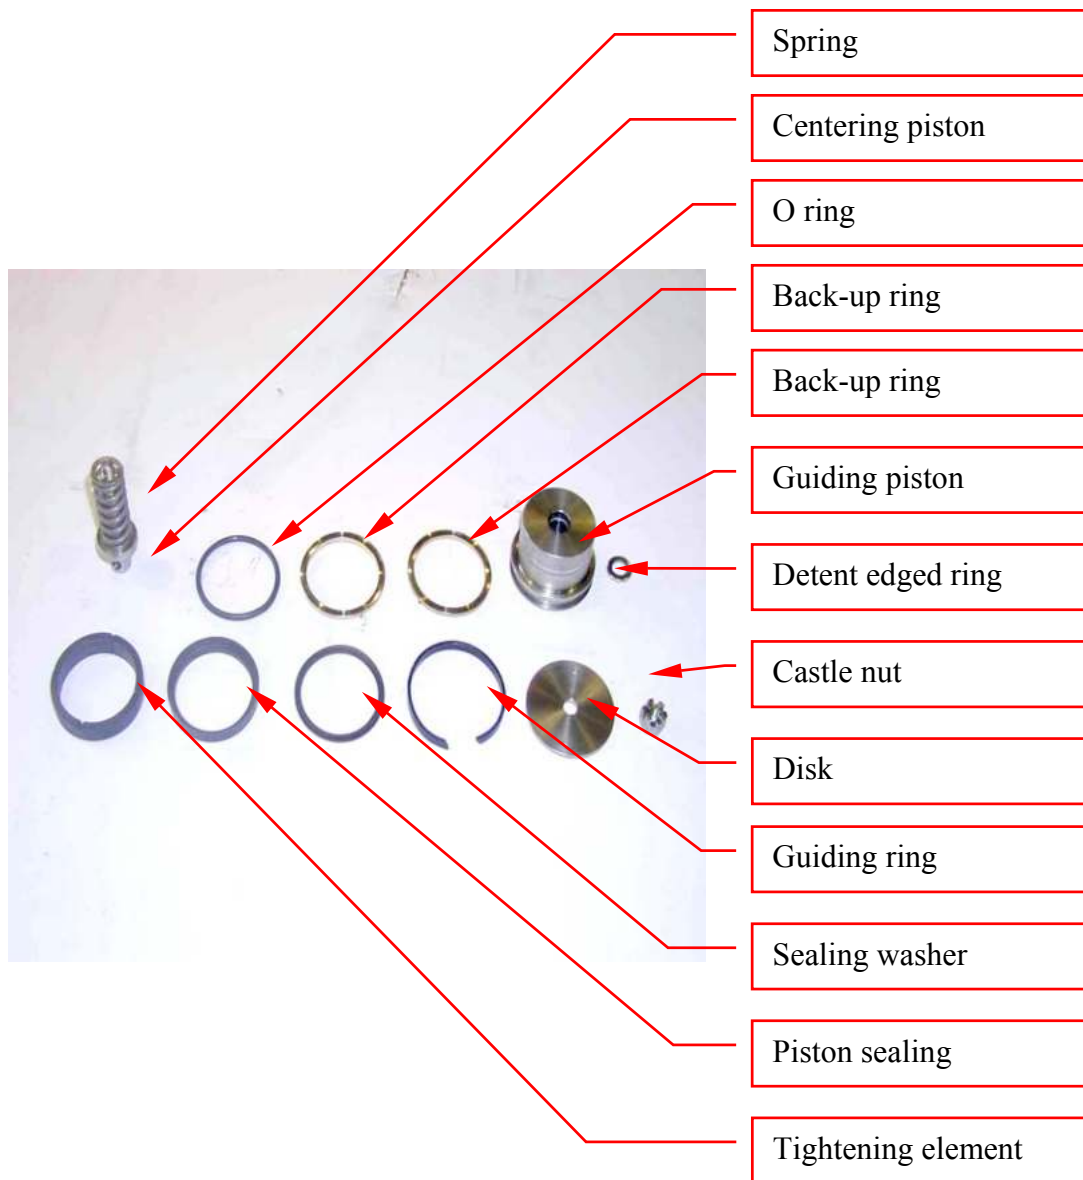 Spring
Centering piston
O ring
Back-up ring
Back-up ring
Guiding piston
Detent edged ring
Castle nut
Disk
Guiding ring
Sealing washer
Piston sealing
Tightening element